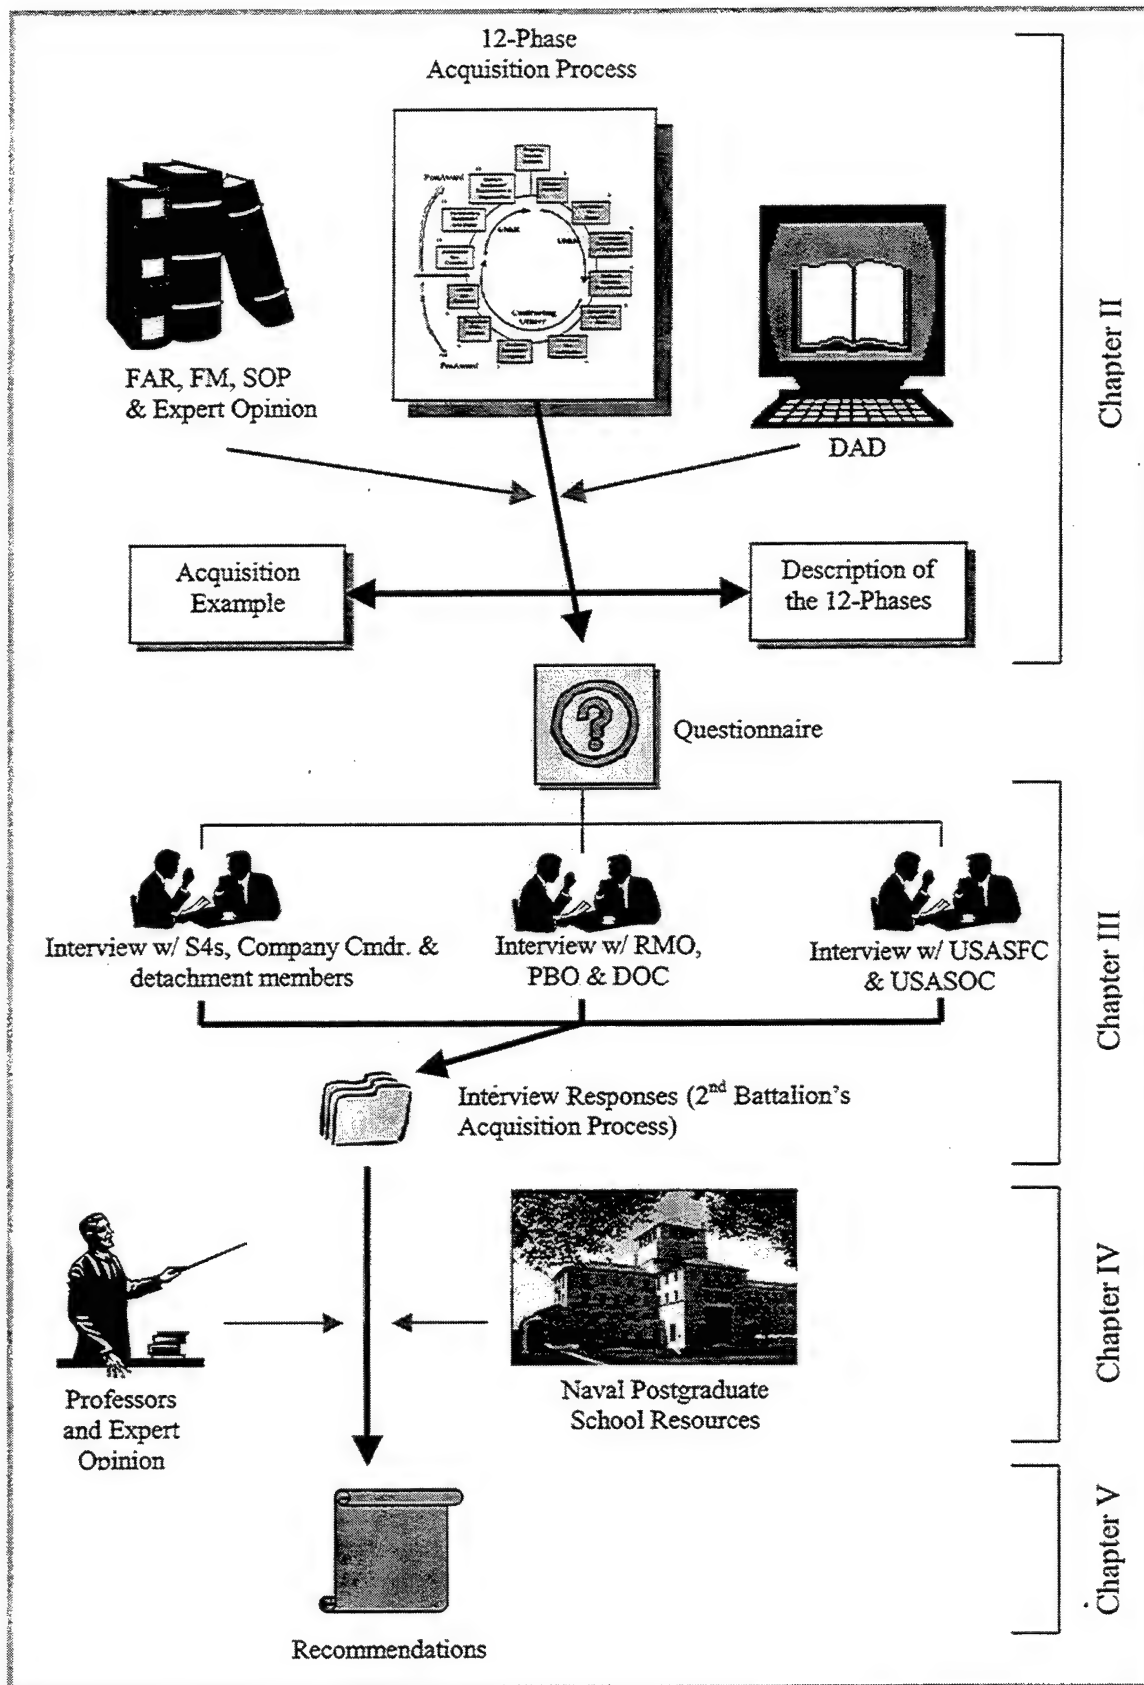 12-Phase
Acquisition Process
FAR, FM, SOP
& Expert Opinion
DAD
Chapter II
Acquisition
Example
Description of
the 12-Phases
?
Questionnaire
Interview w/ S4s, Company Cmdr. &
detachment members
Interview w/ RMO,
PBO & DOC
Interview w/ USASFC
& USASOC
Chapter III
Interview Responses (2nd Battalion's
Acquisition Process)
Professors
and Expert
Opinion
Naval Postgraduate
School Resources
Chapter IV
Recommendations
Chapter V